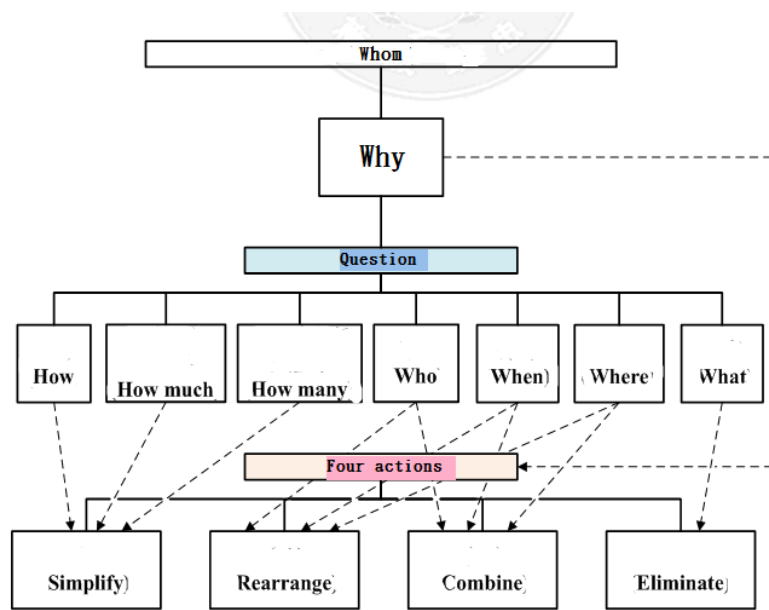 Whom
Why
Question
How
How much
How many
Who
When)
Where
What
Four actions
Simplify)
Rearrange)
Combine)
Eliminate)